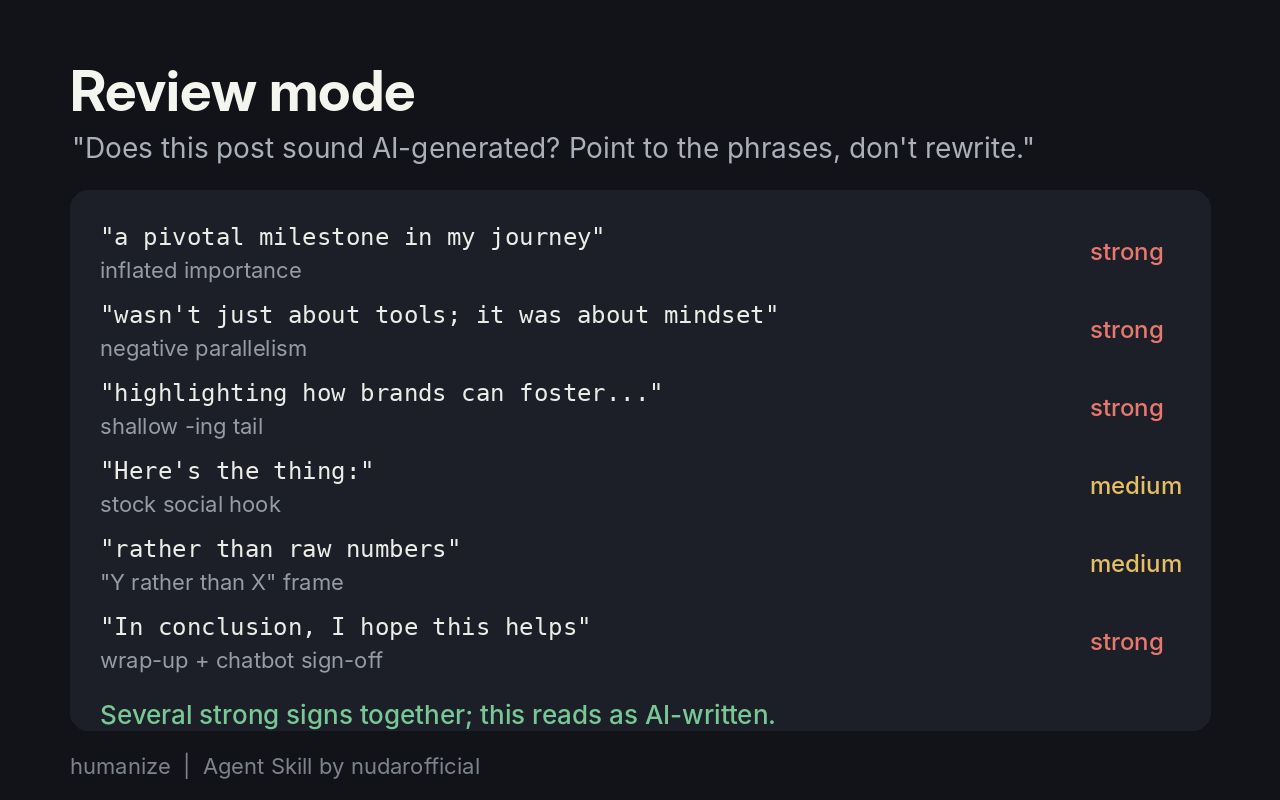 Review mode
"Does this post sound AI-generated? Point to the phrases, don't rewrite."
"a pivotal milestone in my journey"
inflated importance
strong
"wasn't just about tools; it was about mindset"
negative parallelism
strong
"highlighting how brands can foster..."
shallow -ing tail
strong
"Here's the thing:"
stock social hook
medium
"rather than raw numbers"
"Y rather than X" frame
medium
"In conclusion, I hope this helps"
wrap-up + chatbot sign-off
strong
Several strong signs together; this reads as AI-written.
humanize | Agent Skill by nudarofficial